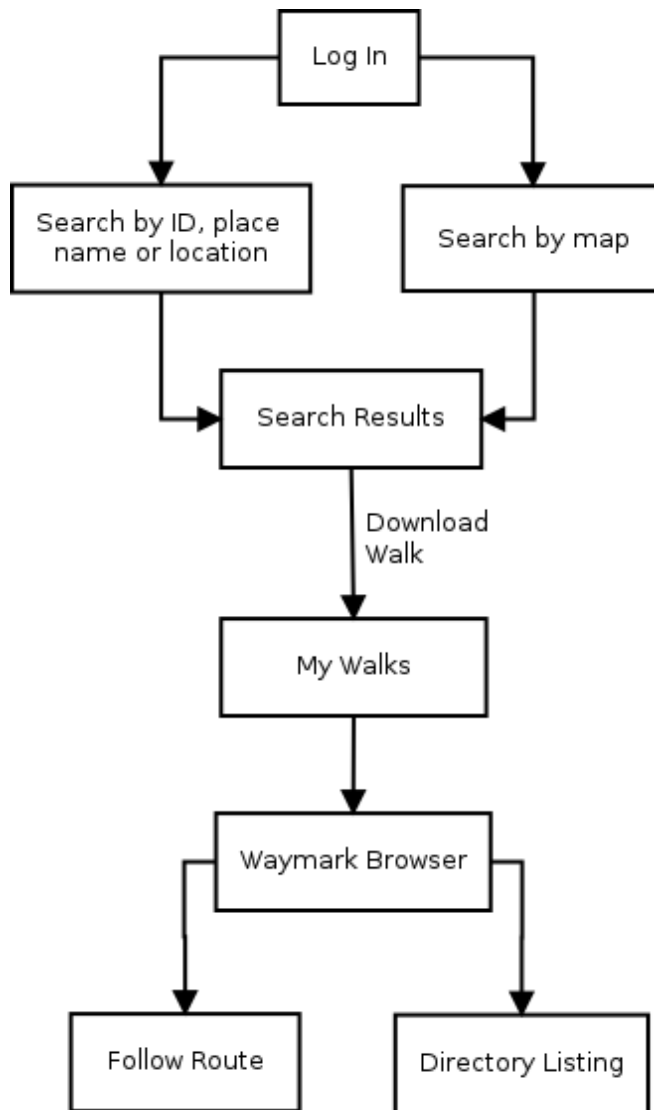 Log In
Search by ID, place
name or location
Search by map
Search Results
Download
Walk
My Walks
Waymark Browser
Follow Route
Directory Listing